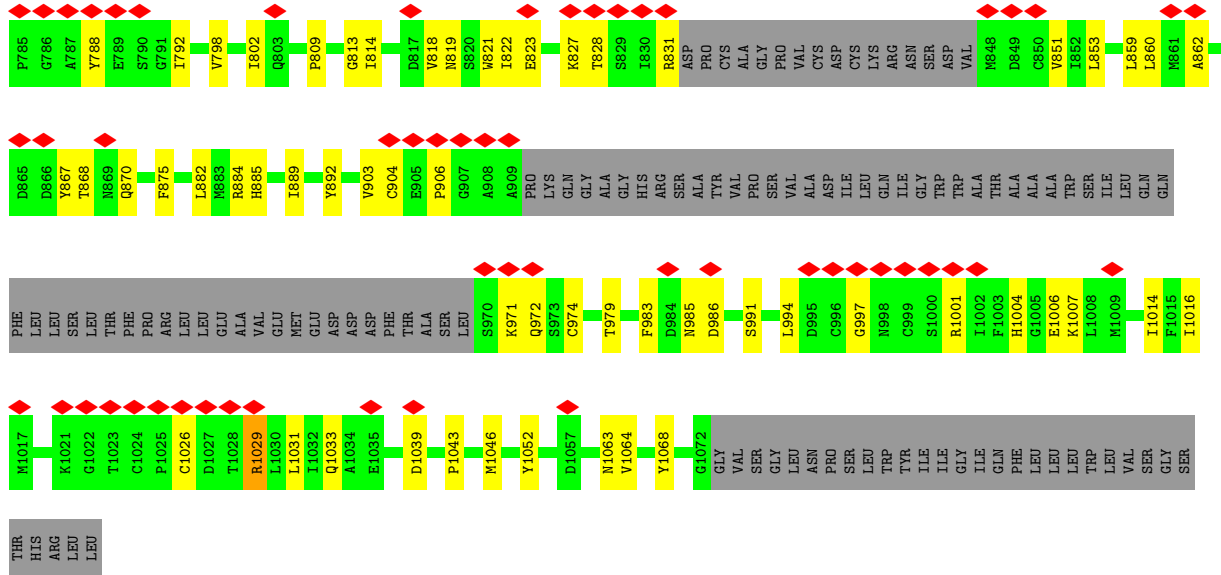 P785 G786 A787 Y788 E789 S790 G791 I792 V798 I802 Q803 P809 G813 I814 D817 V818 N819 S820 W821 I822 E823 K827 T828 S829 I830 R831 ASP PRO CYS ALA GLY PRO VAL CYS ASP CYS LYS ARG ASN SER ASP VAL M848 D849 C850 V851 I852 L853 L859 L860 M861 A862
D865 D866 Y867 T868 N869 Q870 F875 L882 M883 R884 H885 I889 Y892 V903 C904 E905 P906 G907 A908 A909 PRO LYS GLN GLY ALA GLY HIS ARG SER ALA TYR VAL PRO SER VAL ALA ASP ILE LEU GLN ILE GLY TRP TRP ALA THR ALA ALA ALA TRP SER ILE LEU GLN GLN
PHE LEU LEU SER LEU THR PHE PRO ARG LEU LEU GLU ALA VAL GLU MET GLU ASP ASP ASP PHE THR ALA SER LEU S970 K971 Q972 S973 C974 T979 F983 D984 N985 D986 S991 L994 D995 C996 G997 N998 C999 S1000 R1001 I1002 F1003 H1004 G1005 E1006 K1007 L1008 M1009 I1014 F1015 I1016
M1017 K1021 G1022 T1023 C1024 P1025 C1026 D1027 T1028 R1029 L1030 L1031 I1032 Q1033 A1034 E1035 D1039 P1043 M1046 Y1052 D1057 N1063 V1064 Y1068 G1072 GLY VAL SER GLY LEU ASN PRO SER LEU TRP TYR ILE ILE GLY ILE GLN PHE LEU LEU LEU TRP LEU VAL SER GLY SER
THR HIS ARG LEU LEU